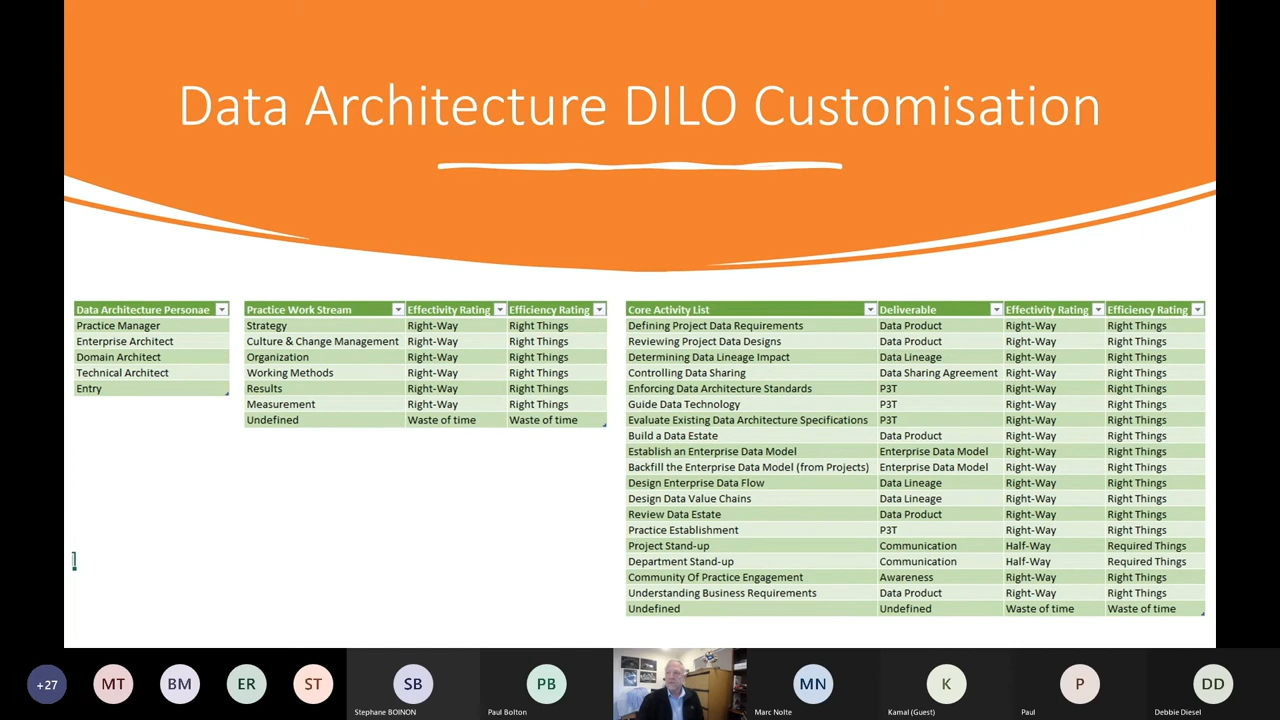 Data Architecture DILO Customisation
Data Architecture Personae
Practice Manager
Enterprise Architect
Domain Architect
Technical Architect
Entry
Practice Work Stream Effectivity Rating Efficiency Rating
Strategy Right-Way Right Things
Culture & Change Management Right-Way Right Things
Organization Right-Way Right Things
Working Methods Right-Way Right Things
Results Right-Way Right Things
Measurement Right-Way Right Things
Undefined Waste of time Waste of time
Core Activity List Deliverable Effectivity Rating Efficiency Rating
Defining Project Data Requirements Data Product Right-Way Right Things
Reviewing Project Data Designs Data Product Right-Way Right Things
Determining Data Lineage Impact Data Lineage Right-Way Right Things
Controlling Data Sharing Data Sharing Agreement Right-Way Right Things
Enforcing Data Architecture Standards P3T Right-Way Right Things
Guide Data Technology P3T Right-Way Right Things
Evaluate Existing Data Architecture Specifications P3T Right-Way Right Things
Build a Data Estate Data Product Right-Way Right Things
Establish an Enterprise Data Model Enterprise Data Model Right-Way Right Things
Backfill the Enterprise Data Model (from Projects) Enterprise Data Model Right-Way Right Things
Design Enterprise Data Flow Data Lineage Right-Way Right Things
Design Data Value Chains Data Lineage Right-Way Right Things
Review Data Estate Data Product Right-Way Right Things
Practice Establishment P3T Right-Way Right Things
Project Stand-up Communication Half-Way Required Things
Department Stand-up Communication Half-Way Required Things
Community Of Practice Engagement Awareness Right-Way Right Things
Understanding Business Requirements Data Product Right-Way Right Things
Undefined Undefined Waste of time Waste of time
+27 MT BM ER ST SB PB MN K P DD
Stephane BOINON Paul Bolton Marc Nolte Kamal (Guest) Paul Debbie Diesel